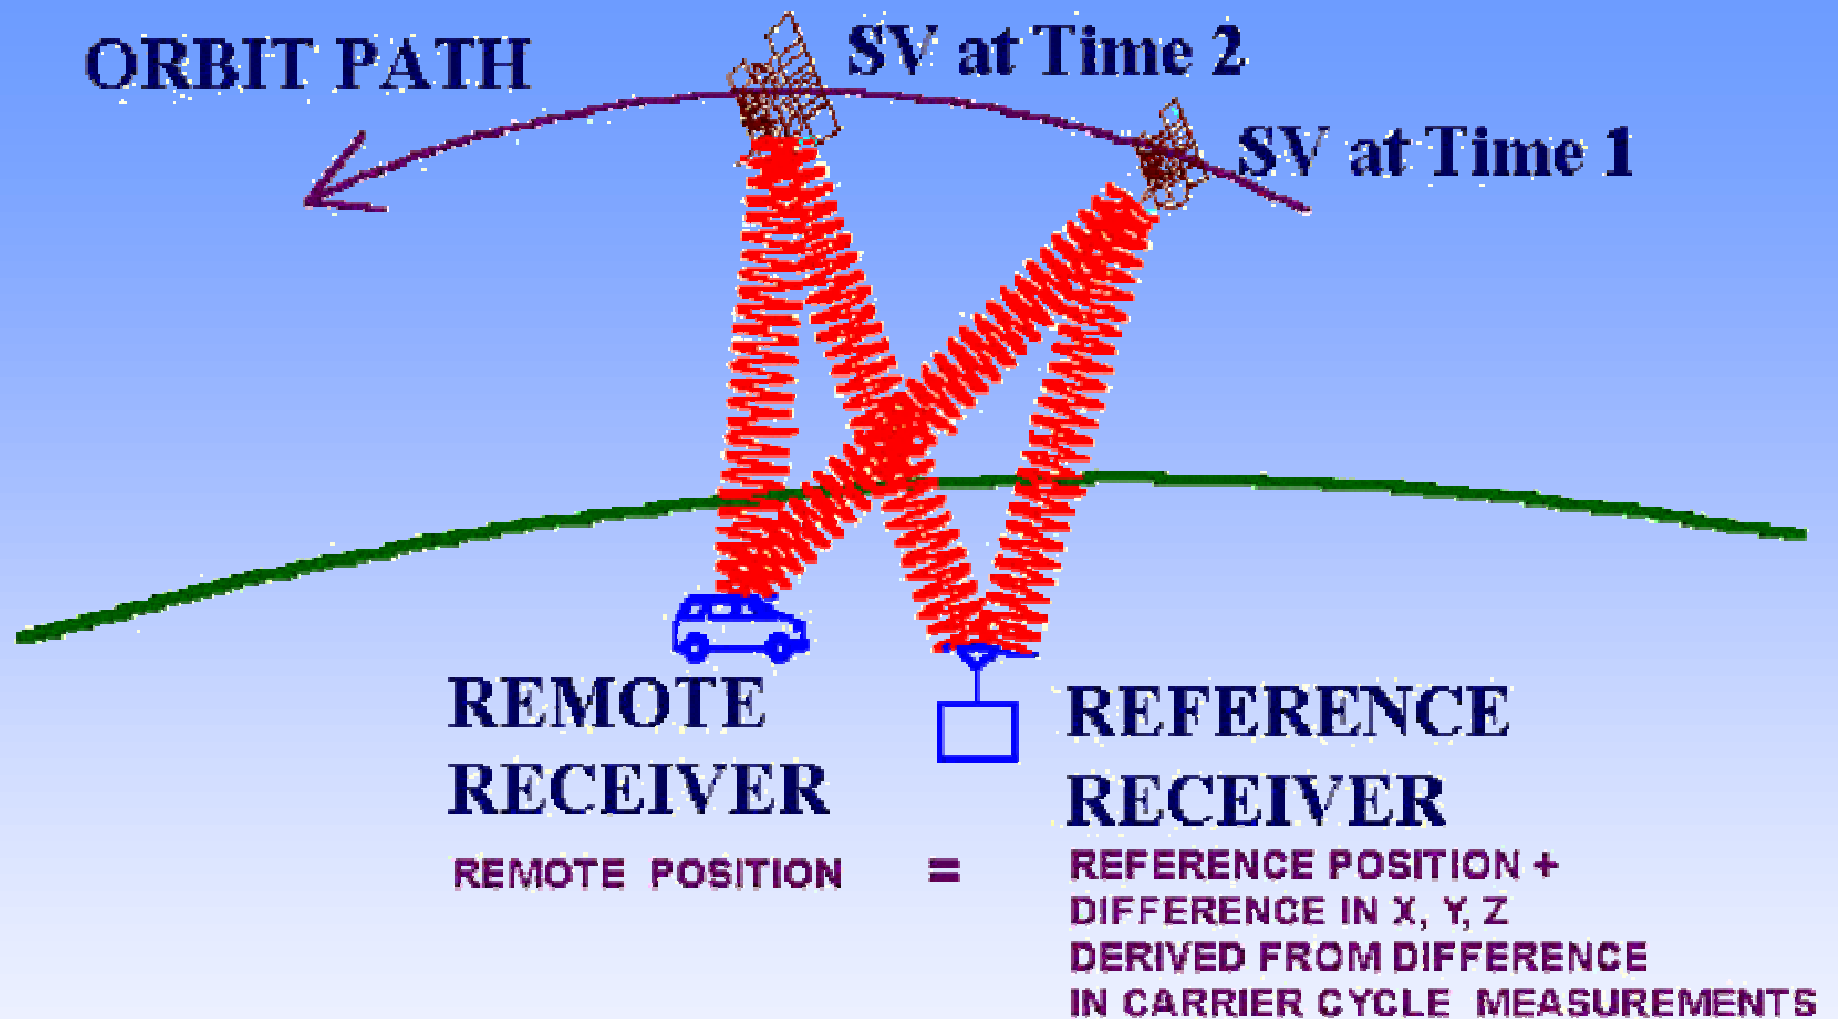 ORBIT PATH
SV at Time 2
SV at Time 1
REMOTE
RECEIVER
REFERENCE
RECEIVER
REMOTE POSITION =
REFERENCE POSITION +
DIFFERENCE IN X, Y, Z
DERIVED FROM DIFFERENCE
IN CARRIER CYCLE MEASUREMENTS